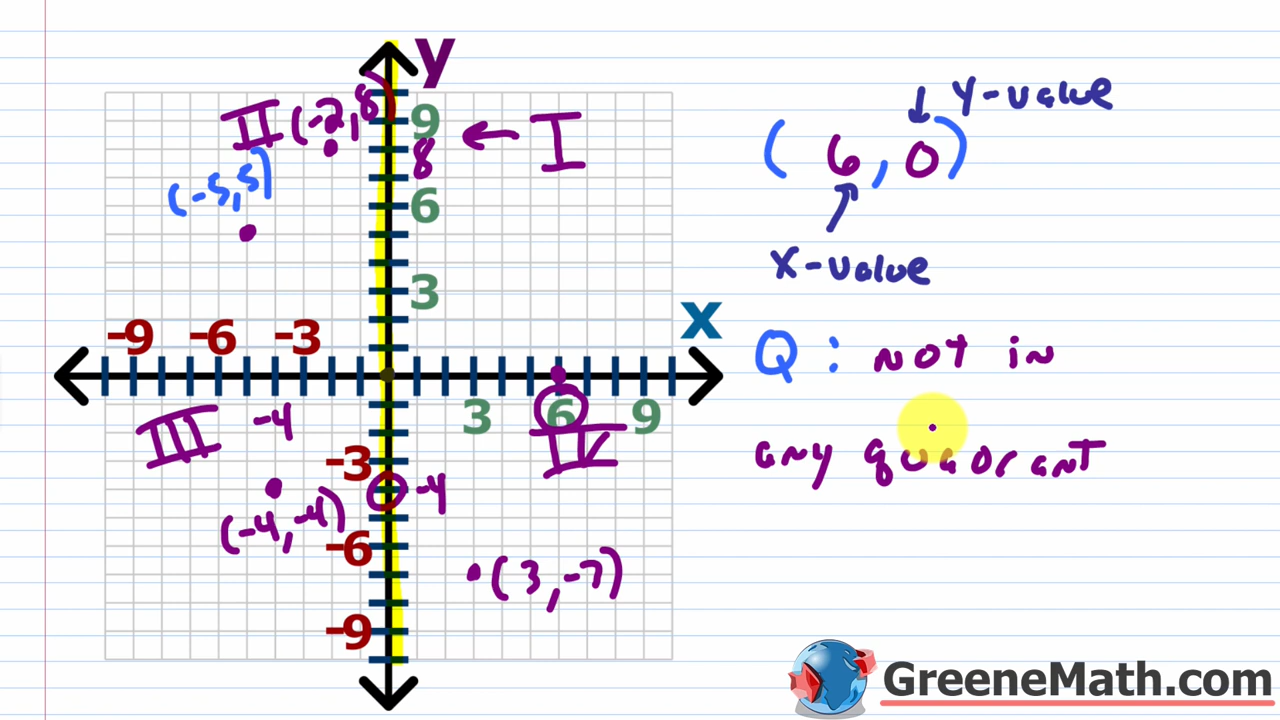 y
II (-2, 8)
9
8
← I
(-5, 5)
6
3
-9 -6 -3
x
3 6 9
III -4
IV
-3
-4
(-4, -4)
-6
(3, -7)
-9
Y-value
(6, 0)
X-value
Q: not in
any quadrant
GreeneMath.com